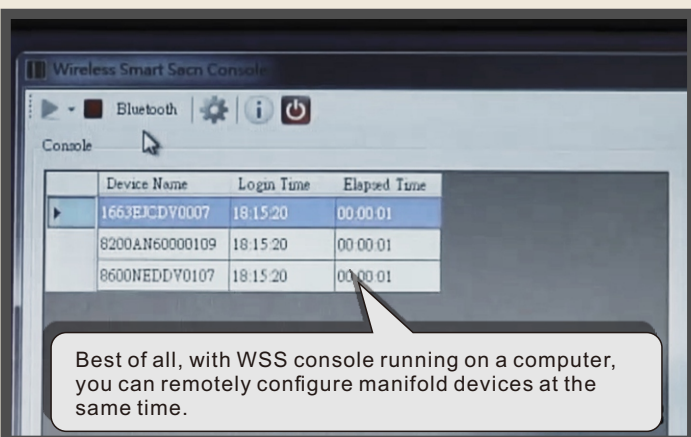 Wireless Smart Sacn Console
Bluetooth
Console
Device Name Login Time Elapsed Time
1663EJCDV0007 18:15:20 00:00:01
8200AN60000109 18:15:20 00:00:01
8600NEDDV0107 18:15:20 00:00:01
Best of all, with WSS console running on a computer,
you can remotely configure manifold devices at the
same time.